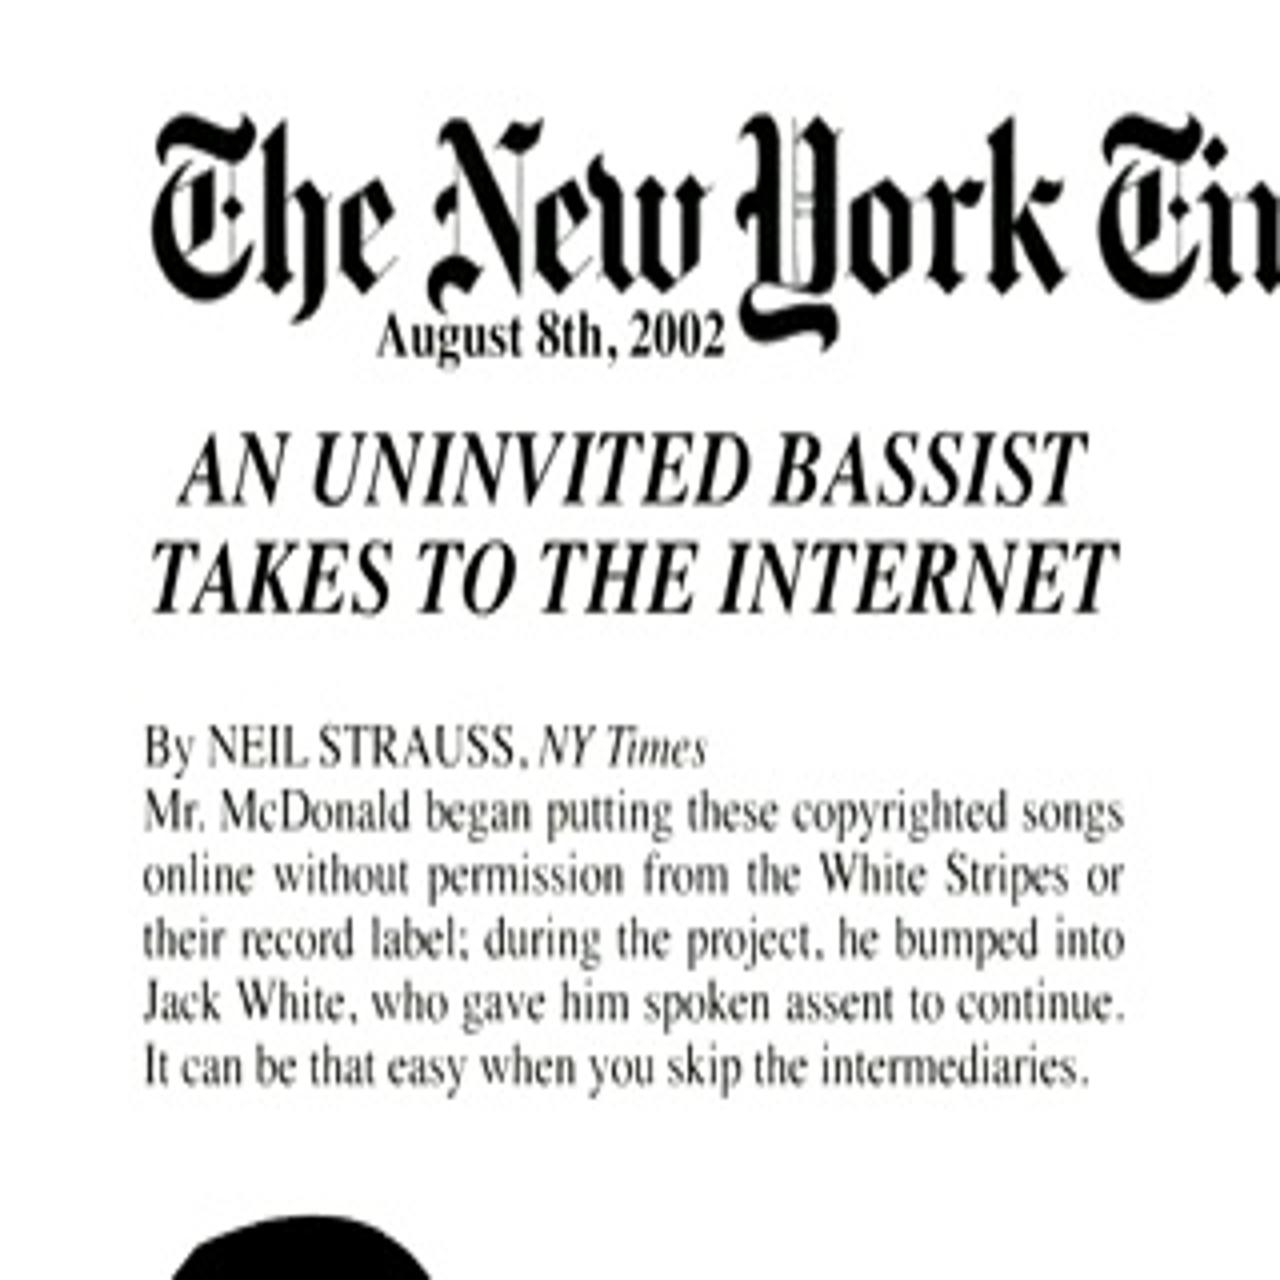 The New York Tim
August 8th, 2002
AN UNINVITED BASSIST
TAKES TO THE INTERNET
By NEIL STRAUSS, NY Times
Mr. McDonald began putting these copyrighted songs
online without permission from the White Stripes or
their record label; during the project, he bumped into
Jack White, who gave him spoken assent to continue.
It can be that easy when you skip the intermediaries.